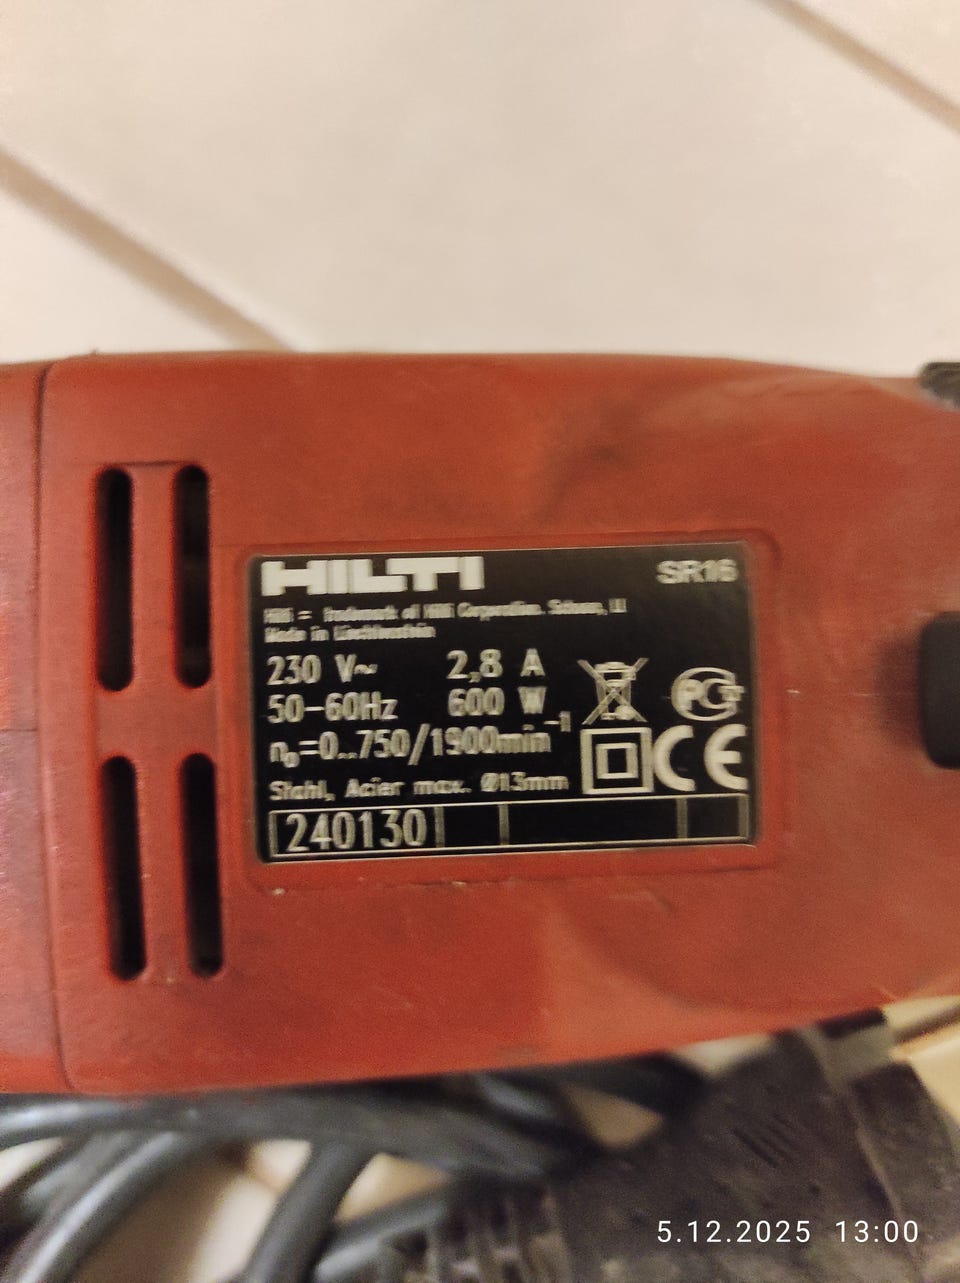 HILTI SR16
Hilti = Trademark of Hilti Corporation, Schaan, LI
Made in Liechtenstein
230 V~ 2,8 A
50-60Hz 600 W
n₀=0..750/1900min⁻¹
Stahl, Acier max. Ø13mm
CE
240130
5.12.2025 13:00